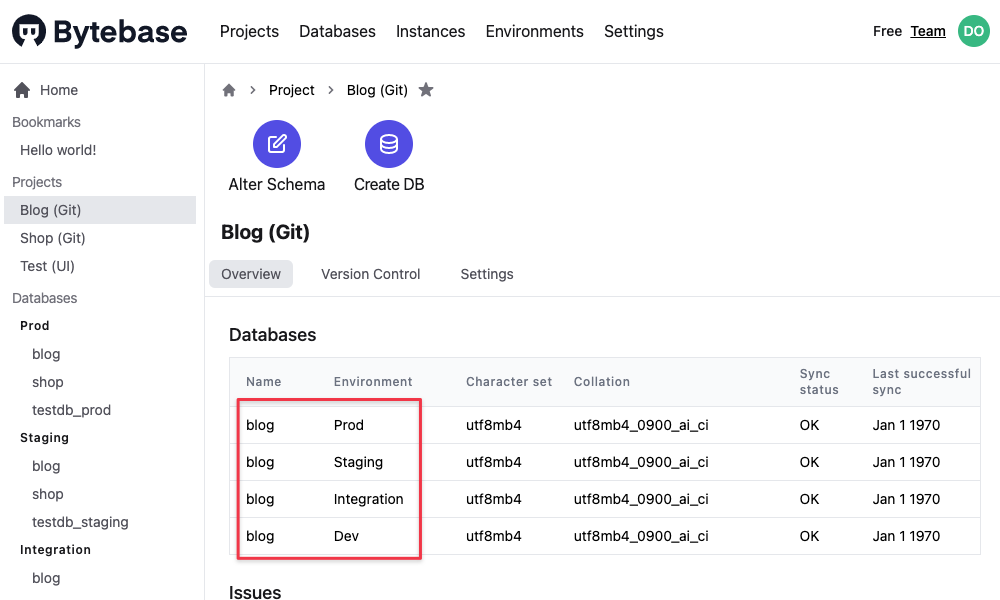 Bytebase Projects Databases Instances Environments Settings Free Team DO
Home
Bookmarks
Hello world!
Projects
Blog (Git)
Shop (Git)
Test (UI)
Databases
Prod
blog
shop
testdb_prod
Staging
blog
shop
testdb_staging
Integration
blog
Project Blog (Git)
Alter Schema Create DB
Blog (Git)
Overview Version Control Settings
Databases
Name Environment Character set Collation Sync status Last successful sync
blog Prod utf8mb4 utf8mb4_0900_ai_ci OK Jan 1 1970
blog Staging utf8mb4 utf8mb4_0900_ai_ci OK Jan 1 1970
blog Integration utf8mb4 utf8mb4_0900_ai_ci OK Jan 1 1970
blog Dev utf8mb4 utf8mb4_0900_ai_ci OK Jan 1 1970
Issues